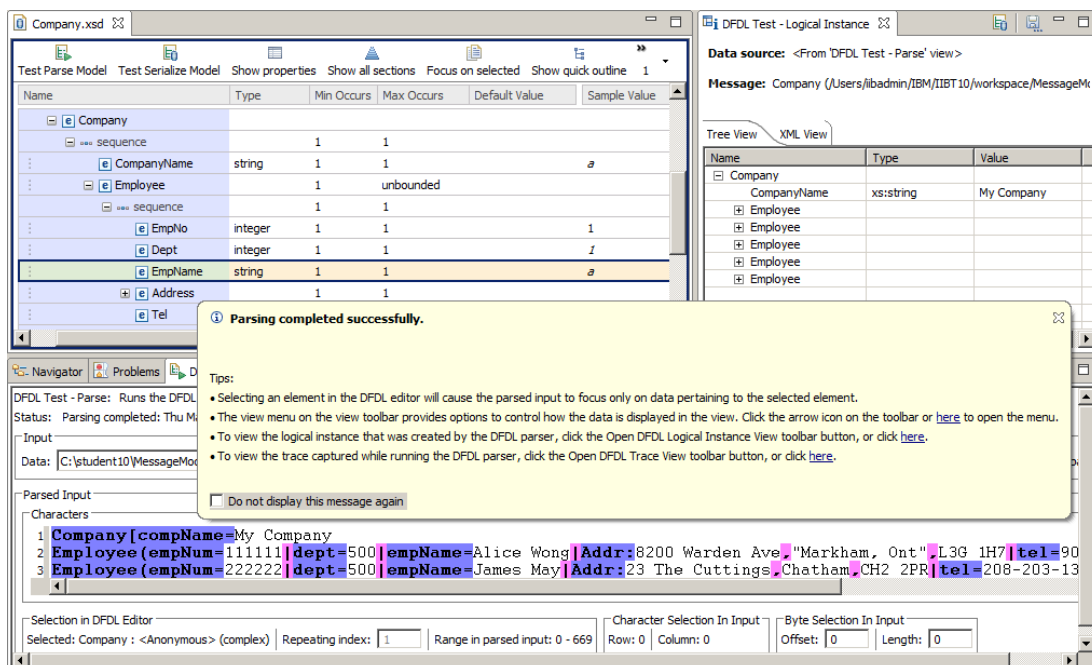 Company.xsd
Test Parse Model Test Serialize Model Show properties Show all sections Focus on selected Show quick outline 1
Name Type Min Occurs Max Occurs Default Value Sample Value
Company
sequence 1 1
CompanyName string 1 1 a
Employee 1 unbounded
sequence 1 1
EmpNo integer 1 1 1
Dept integer 1 1 1
EmpName string 1 1 a
Address 1 1
Tel
DFDL Test - Logical Instance
Data source: <From 'DFDL Test - Parse' view>
Message: Company (/Users/iibadmin/IBM/IIBT10/workspace/MessageMo
Tree View XML View
Name Type Value
Company
CompanyName xs:string My Company
Employee
Employee
Employee
Employee
Employee
Parsing completed successfully.
Tips:
• Selecting an element in the DFDL editor will cause the parsed input to focus only on data pertaining to the selected element.
• The view menu on the view toolbar provides options to control how the data is displayed in the view. Click the arrow icon on the toolbar or here to open the menu.
• To view the logical instance that was created by the DFDL parser, click the Open DFDL Logical Instance View toolbar button, or click here.
• To view the trace captured while running the DFDL parser, click the Open DFDL Trace View toolbar button, or click here.
Do not display this message again
Navigator Problems D
DFDL Test - Parse: Runs the DFDL
Status: Parsing completed: Thu Ma
Input
Data: C:\student10\MessageMod
Parsed Input
Characters
1 Company[compName=My Company
2 Employee(empNum=111111|dept=500|empName=Alice Wong|Addr:8200 Warden Ave,"Markham, Ont",L3G 1H7|tel=90
3 Employee(empNum=222222|dept=500|empName=James May|Addr:23 The Cuttings,Chatham,CH2 2PR|tel=208-203-13
Selection in DFDL Editor
Selected: Company : <Anonymous> (complex) Repeating index: 1 Range in parsed input: 0 - 669
Character Selection In Input
Row: 0 Column: 0
Byte Selection In Input
Offset: 0 Length: 0